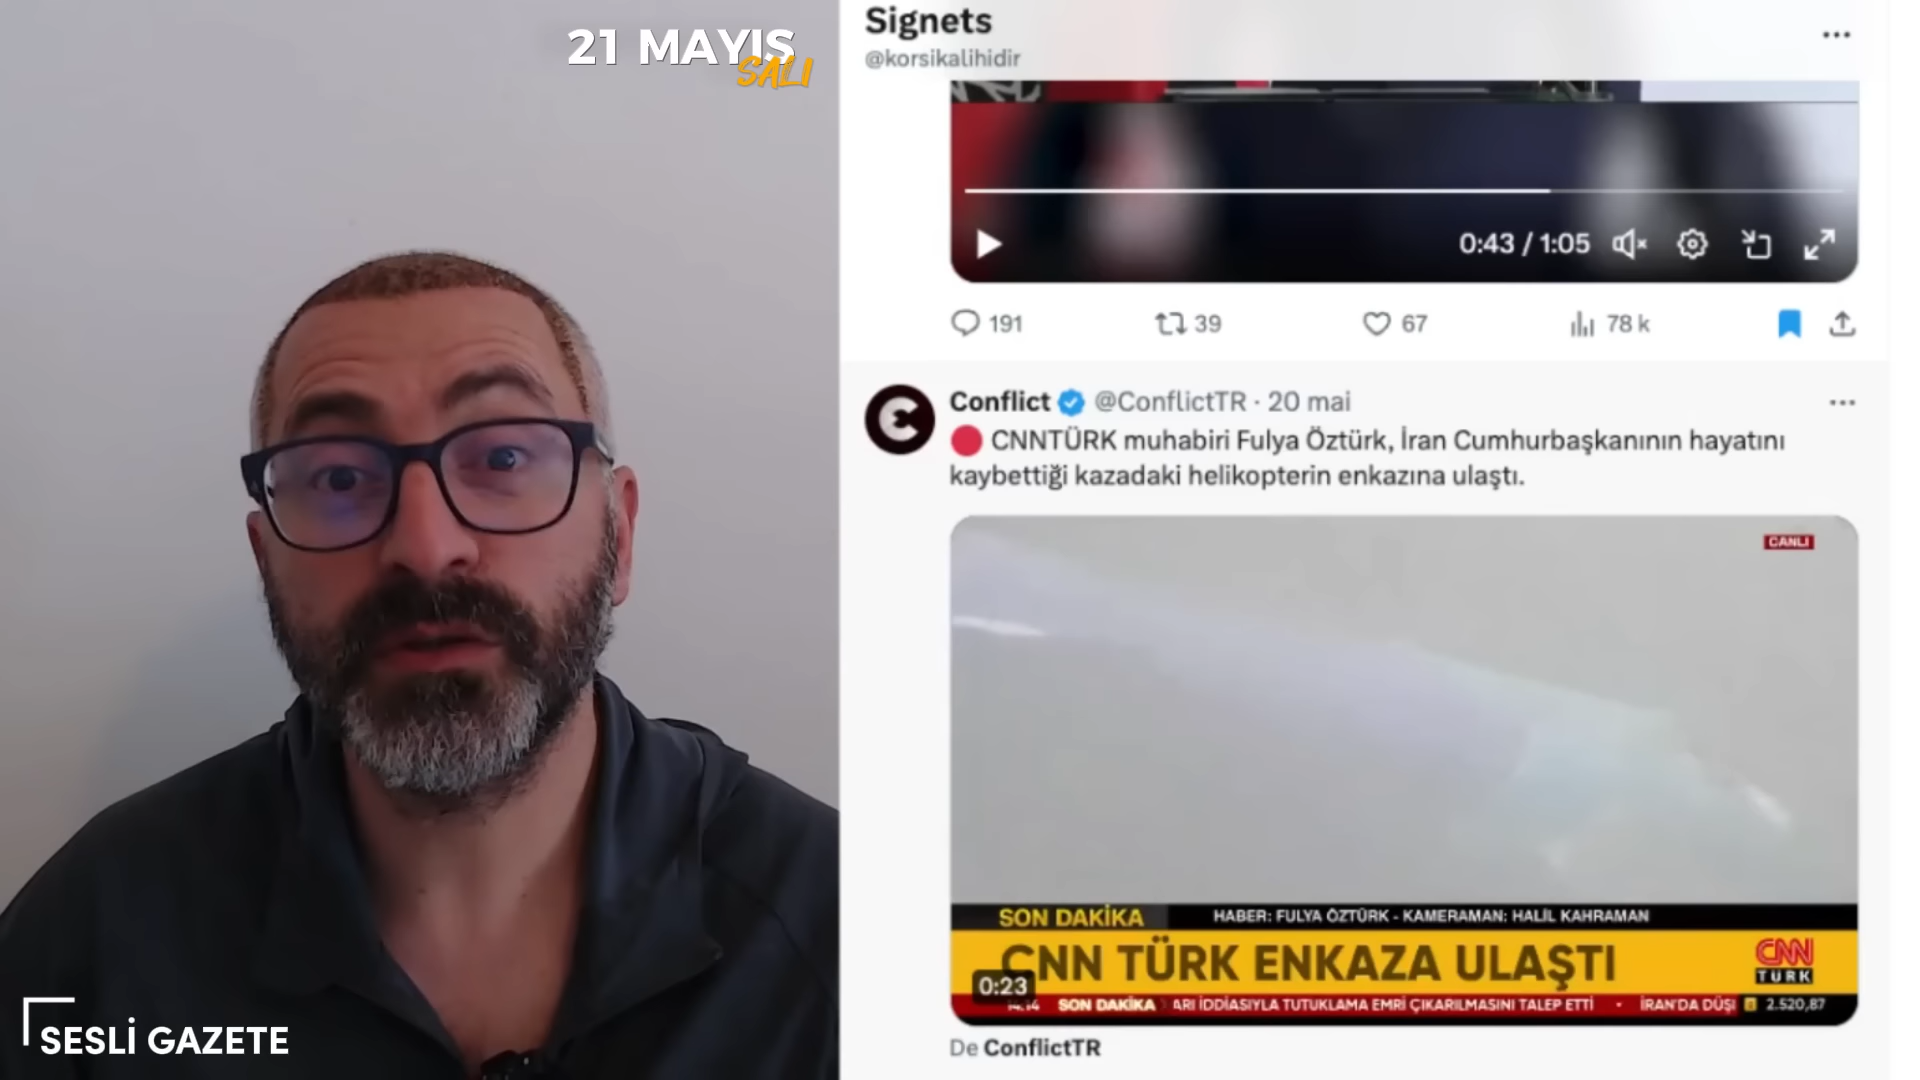 21 MAYIS
SALI
Signets
@korsikalihidir
0:43 / 1:05
191
39
67
78 k
Conflict @ConflictTR · 20 mai
CNNTÜRK muhabiri Fulya Öztürk, İran Cumhurbaşkanının hayatını
kaybettiği kazadaki helikopterin enkazına ulaştı.
CANLI
SON DAKİKA
HABER: FULYA ÖZTÜRK - KAMERAMAN: HALİL KAHRAMAN
CNN TÜRK ENKAZA ULAŞTI
CNN
TÜRK
0:23
14:14 SON DAKİKA ARI İDDİASIYLA TUTUKLAMA EMRİ ÇIKARILMASINI TALEP ETTİ • İRAN'DA DÜŞ 2.520,87
De ConflictTR
SESLİ GAZETE